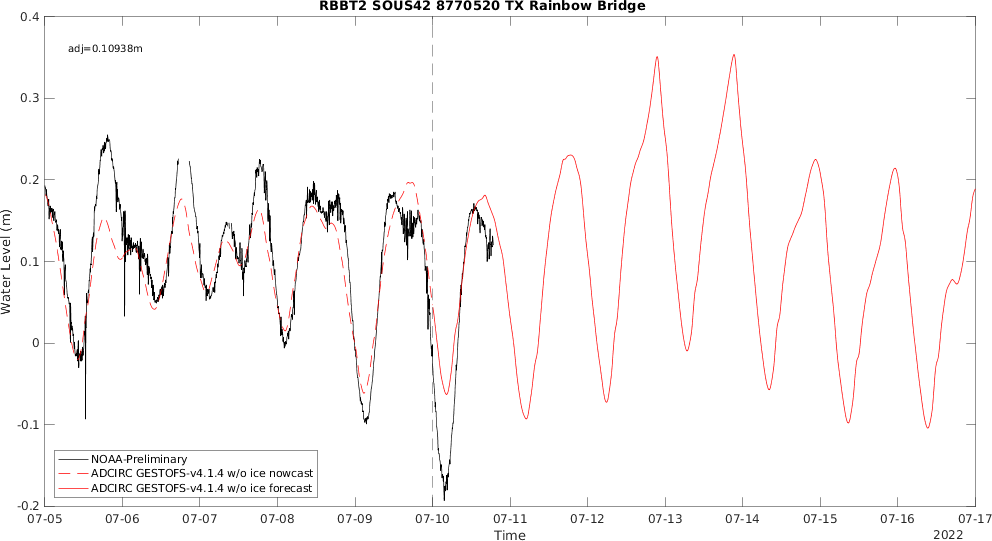 RBBT2 SOUS42 8770520 TX Rainbow Bridge
adj=0.10938m
0.4
0.3
0.2
0.1
0
-0.1
-0.2
Water Level (m)
NOAA-Preliminary
ADCIRC GESTOFS-v4.1.4 w/o ice nowcast
ADCIRC GESTOFS-v4.1.4 w/o ice forecast
07-05 07-06 07-07 07-08 07-09 07-10 07-11 07-12 07-13 07-14 07-15 07-16 07-17
Time
2022